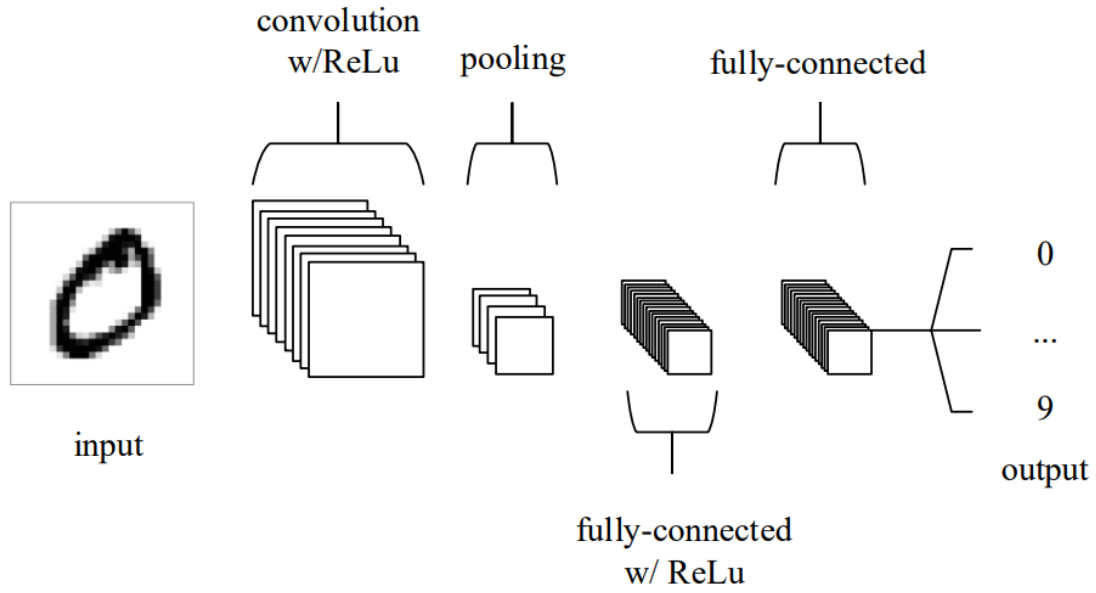 convolution
w/ReLu
pooling
fully-connected
0
...
9
input
output
fully-connected
w/ ReLu